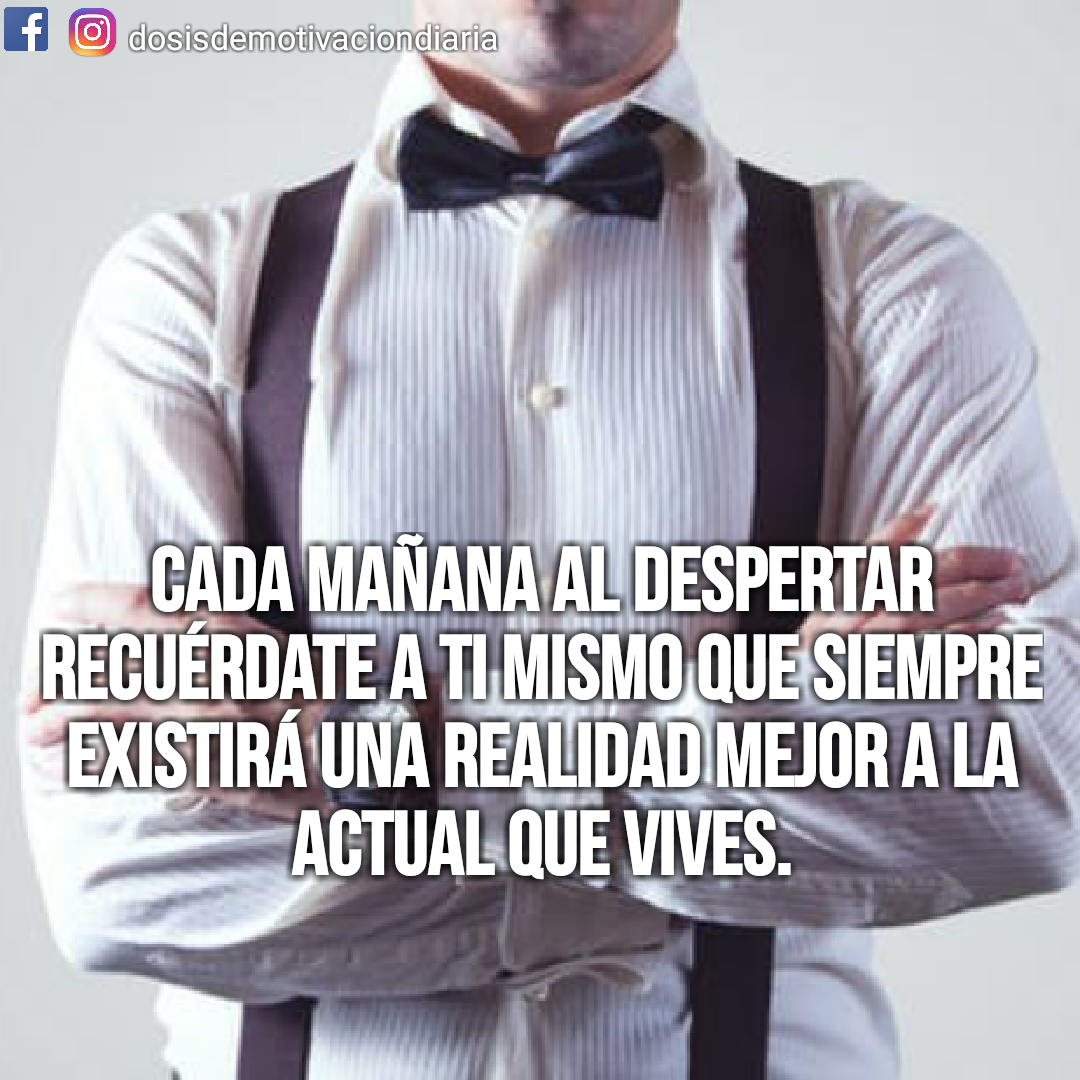 dosisdemotivaciondiaria
CADA MAÑANA AL DESPERTAR
RECUÉRDATE A TI MISMO QUE SIEMPRE
EXISTIRÁ UNA REALIDAD MEJOR A LA
ACTUAL QUE VIVES.